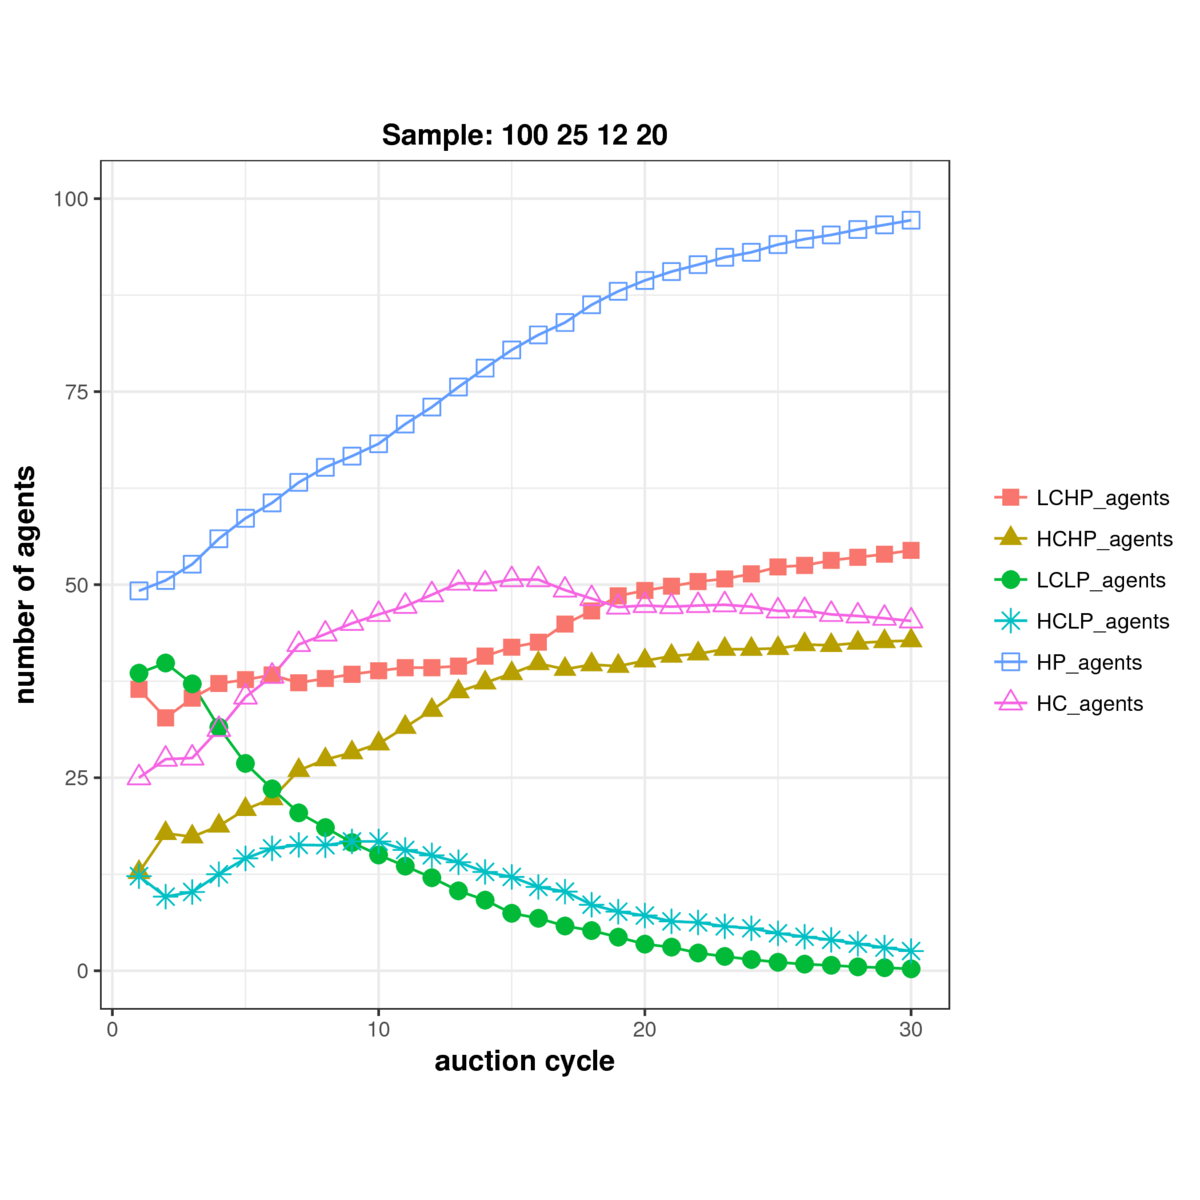 Sample: 100 25 12 20
number of agents
100
75
50
25
0
0 10 20 30
auction cycle
LCHP_agents
HCHP_agents
LCLP_agents
HCLP_agents
HP_agents
HC_agents